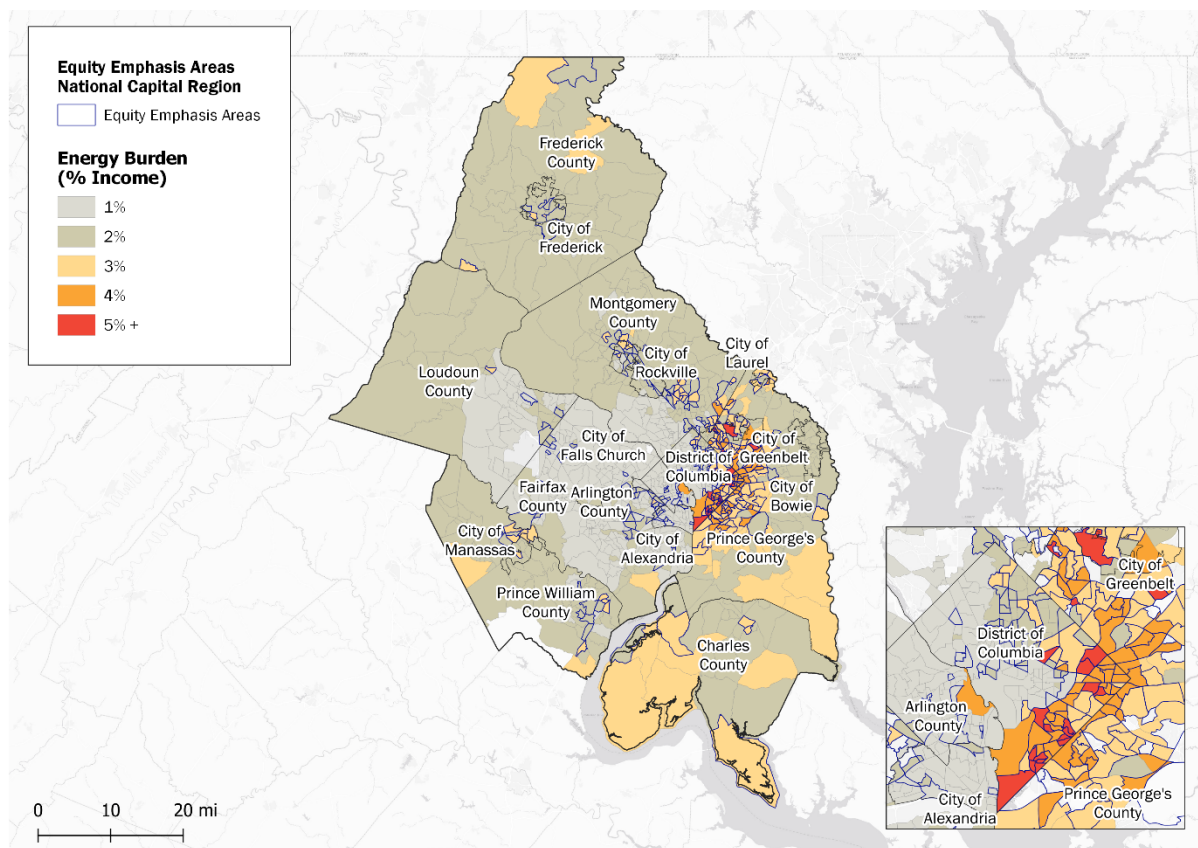 Equity Emphasis Areas
National Capital Region
Equity Emphasis Areas
Energy Burden
(% Income)
1%
2%
3%
4%
5% +
Frederick
County
City of
Frederick
Montgomery
County
City of
Rockville
City of
Laurel
Loudoun
County
City of
Falls Church
District of
Columbia
City of
Greenbelt
Fairfax
County
Arlington
County
City of
Bowie
City of
Manassas
City of
Alexandria
Prince George's
County
Prince William
County
Charles
County
0 10 20 mi
City of
Greenbelt
District of
Columbia
Arlington
County
City of
Alexandria
Prince George's
County